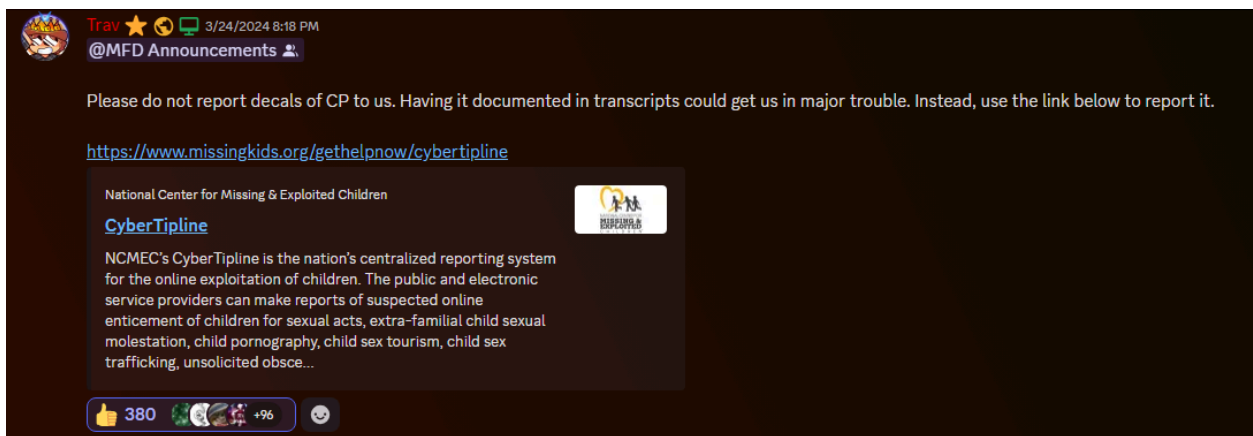 Trav 3/24/2024 8:18 PM
@MFD Announcements
Please do not report decals of CP to us. Having it documented in transcripts could get us in major trouble. Instead, use the link below to report it.
https://www.missingkids.org/gethelpnow/cybertipline
National Center for Missing & Exploited Children
CyberTipline
NCMEC's CyberTipline is the nation's centralized reporting system
for the online exploitation of children. The public and electronic
service providers can make reports of suspected online
enticement of children for sexual acts, extra-familial child sexual
molestation, child pornography, child sex tourism, child sex
trafficking, unsolicited obsce...
MISSING &
EXPLOITED
CHILDREN
380 +96